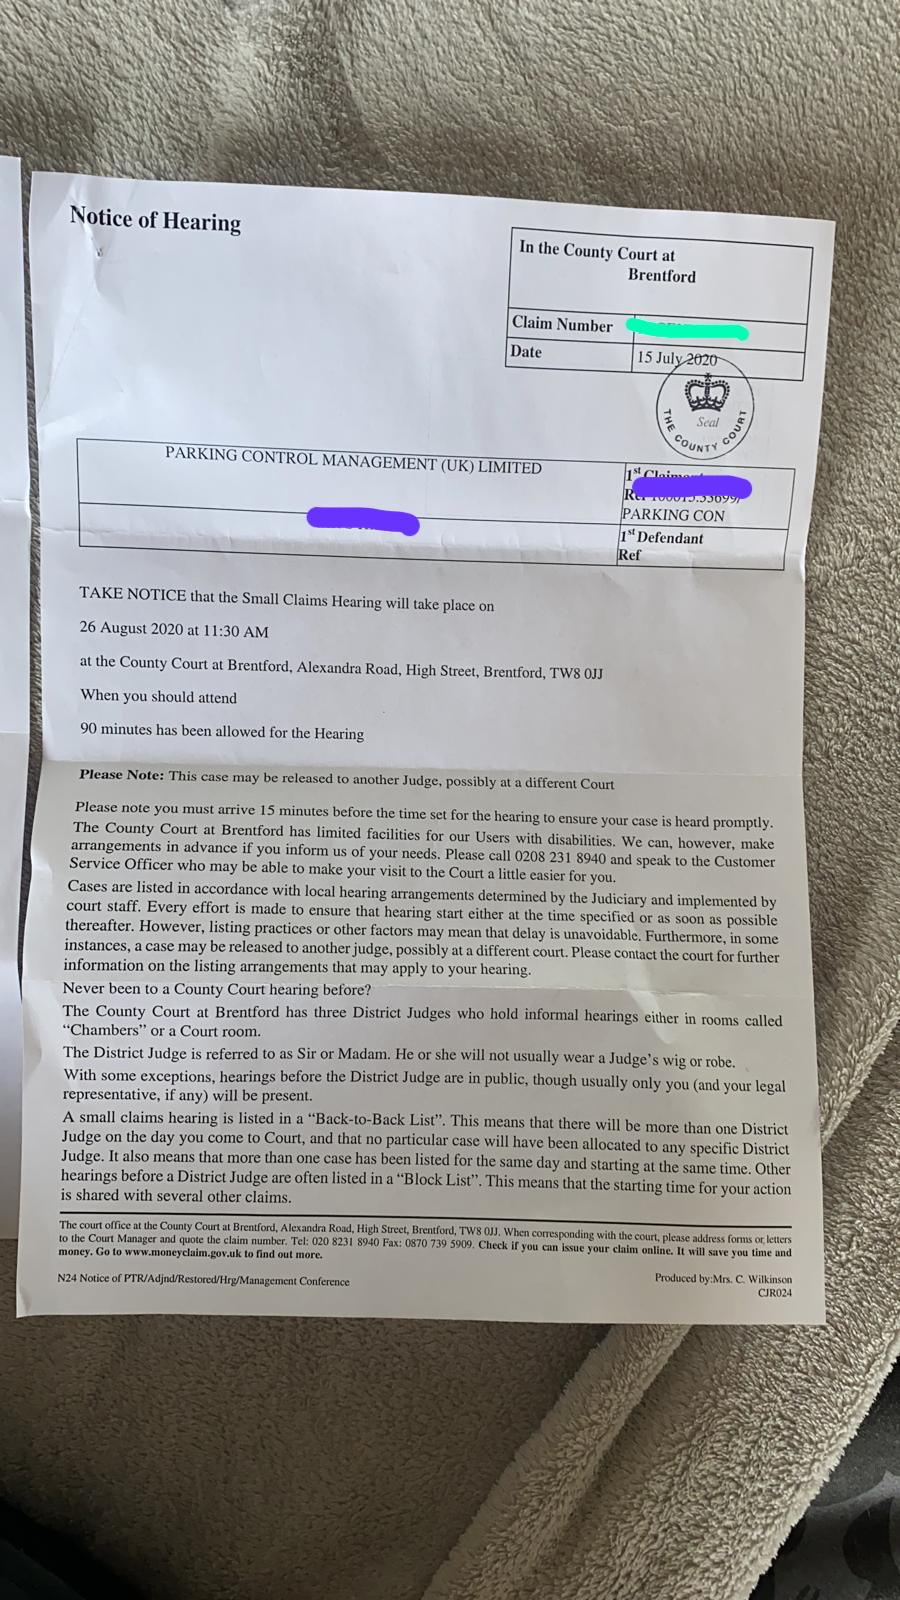 Notice of Hearing
In the County Court at
Brentford
Claim Number
Date
15 July 2020
THE COUNTY COURT
Seal
PARKING CONTROL MANAGEMENT (UK) LIMITED
1st
PARKING CON
1st Defendant
Ref
TAKE NOTICE that the Small Claims Hearing will take place on
26 August 2020 at 11:30 AM
at the County Court at Brentford, Alexandra Road, High Street, Brentford, TW8 0JJ
When you should attend
90 minutes has been allowed for the Hearing
Please Note: This case may be released to another Judge, possibly at a different Court
Please note you must arrive 15 minutes before the time set for the hearing to ensure your case is heard promptly.
The County Court at Brentford has limited facilities for our Users with disabilities. We can, however, make
arrangements in advance if you inform us of your needs. Please call 0208 231 8940 and speak to the Customer
Service Officer who may be able to make your visit to the Court a little easier for you.
Cases are listed in accordance with local hearing arrangements determined by the Judiciary and implemented by
court staff. Every effort is made to ensure that hearing start either at the time specified or as soon as possible
thereafter. However, listing practices or other factors may mean that delay is unavoidable. Furthermore, in some
instances, a case may be released to another judge, possibly at a different court. Please contact the court for further
information on the listing arrangements that may apply to your hearing.
Never been to a County Court hearing before?
The County Court at Brentford has three District Judges who hold informal hearings either in rooms called
“Chambers” or a Court room.
The District Judge is referred to as Sir or Madam. He or she will not usually wear a Judge’s wig or robe.
With some exceptions, hearings before the District Judge are in public, though usually only you (and your legal
representative, if any) will be present.
A small claims hearing is listed in a “Back-to-Back List”. This means that there will be more than one District
Judge on the day you come to Court, and that no particular case will have been allocated to any specific District
Judge. It also means that more than one case has been listed for the same day and starting at the same time. Other
hearings before a District Judge are often listed in a “Block List”. This means that the starting time for your action
is shared with several other claims.
The court office at the County Court at Brentford, Alexandra Road, High Street, Brentford, TW8 0JJ. When corresponding with the court, please address forms or letters
to the Court Manager and quote the claim number. Tel: 020 8231 8940 Fax: 0870 739 5909. Check if you can issue your claim online. It will save you time and
money. Go to www.moneyclaim.gov.uk to find out more.
N24 Notice of PTR/Adjnd/Restored/Hrg/Management Conference
Produced by:Mrs. C. Wilkinson
CJR024